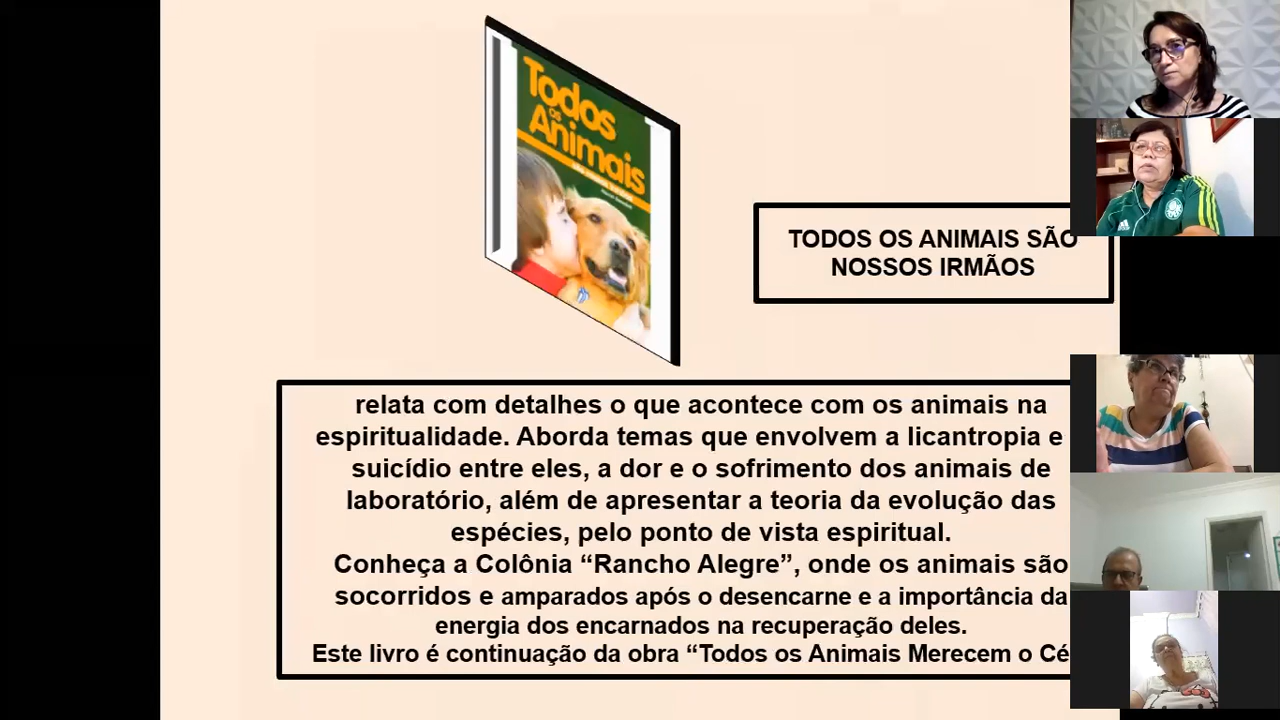 Todos
os
Animais
TODOS OS ANIMAIS SÃO
NOSSOS IRMÃOS
relata com detalhes o que acontece com os animais na
espiritualidade. Aborda temas que envolvem a licantropia e
suicídio entre eles, a dor e o sofrimento dos animais de
laboratório, além de apresentar a teoria da evolução das
espécies, pelo ponto de vista espiritual.
Conheça a Colônia “Rancho Alegre”, onde os animais são
socorridos e amparados após o desencarne e a importância da
energia dos encarnados na recuperação deles.
Este livro é continuação da obra “Todos os Animais Merecem o Cé